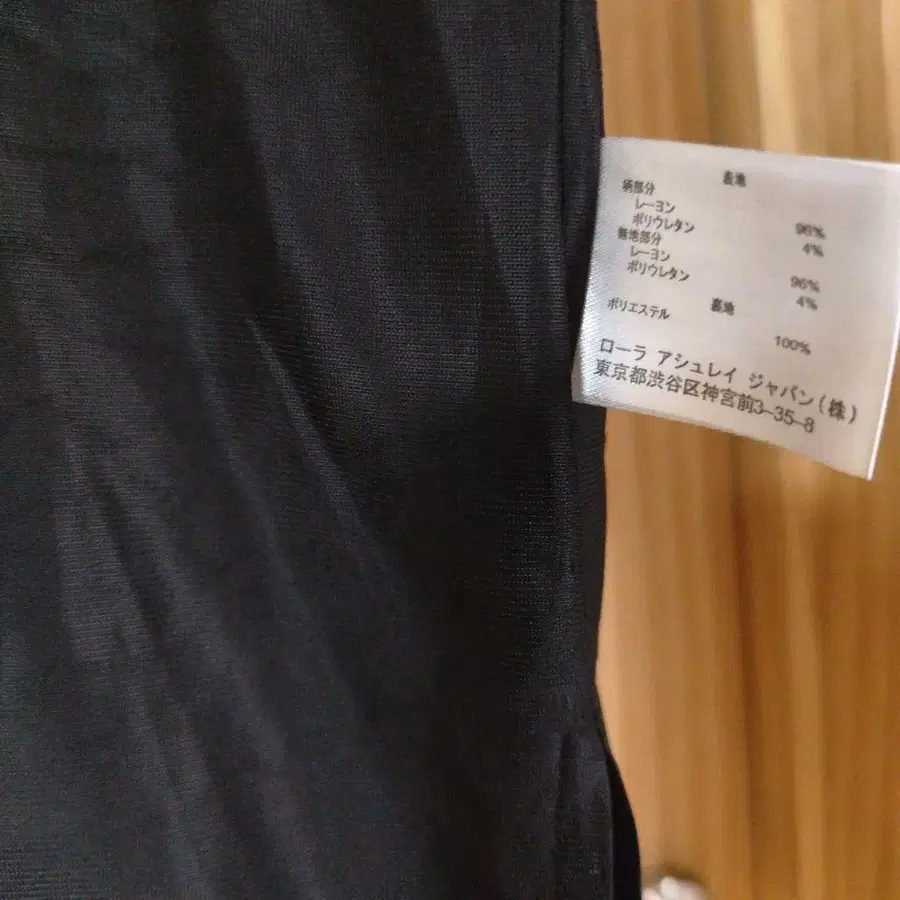 表地
柄部分
レーヨン 96%
ポリウレタン 4%
無地部分
レーヨン 96%
ポリウレタン 4%
裏地
ポリエステル 100%
ローラ アシュレイ ジャパン(株)
東京都渋谷区神宮前3-35-8